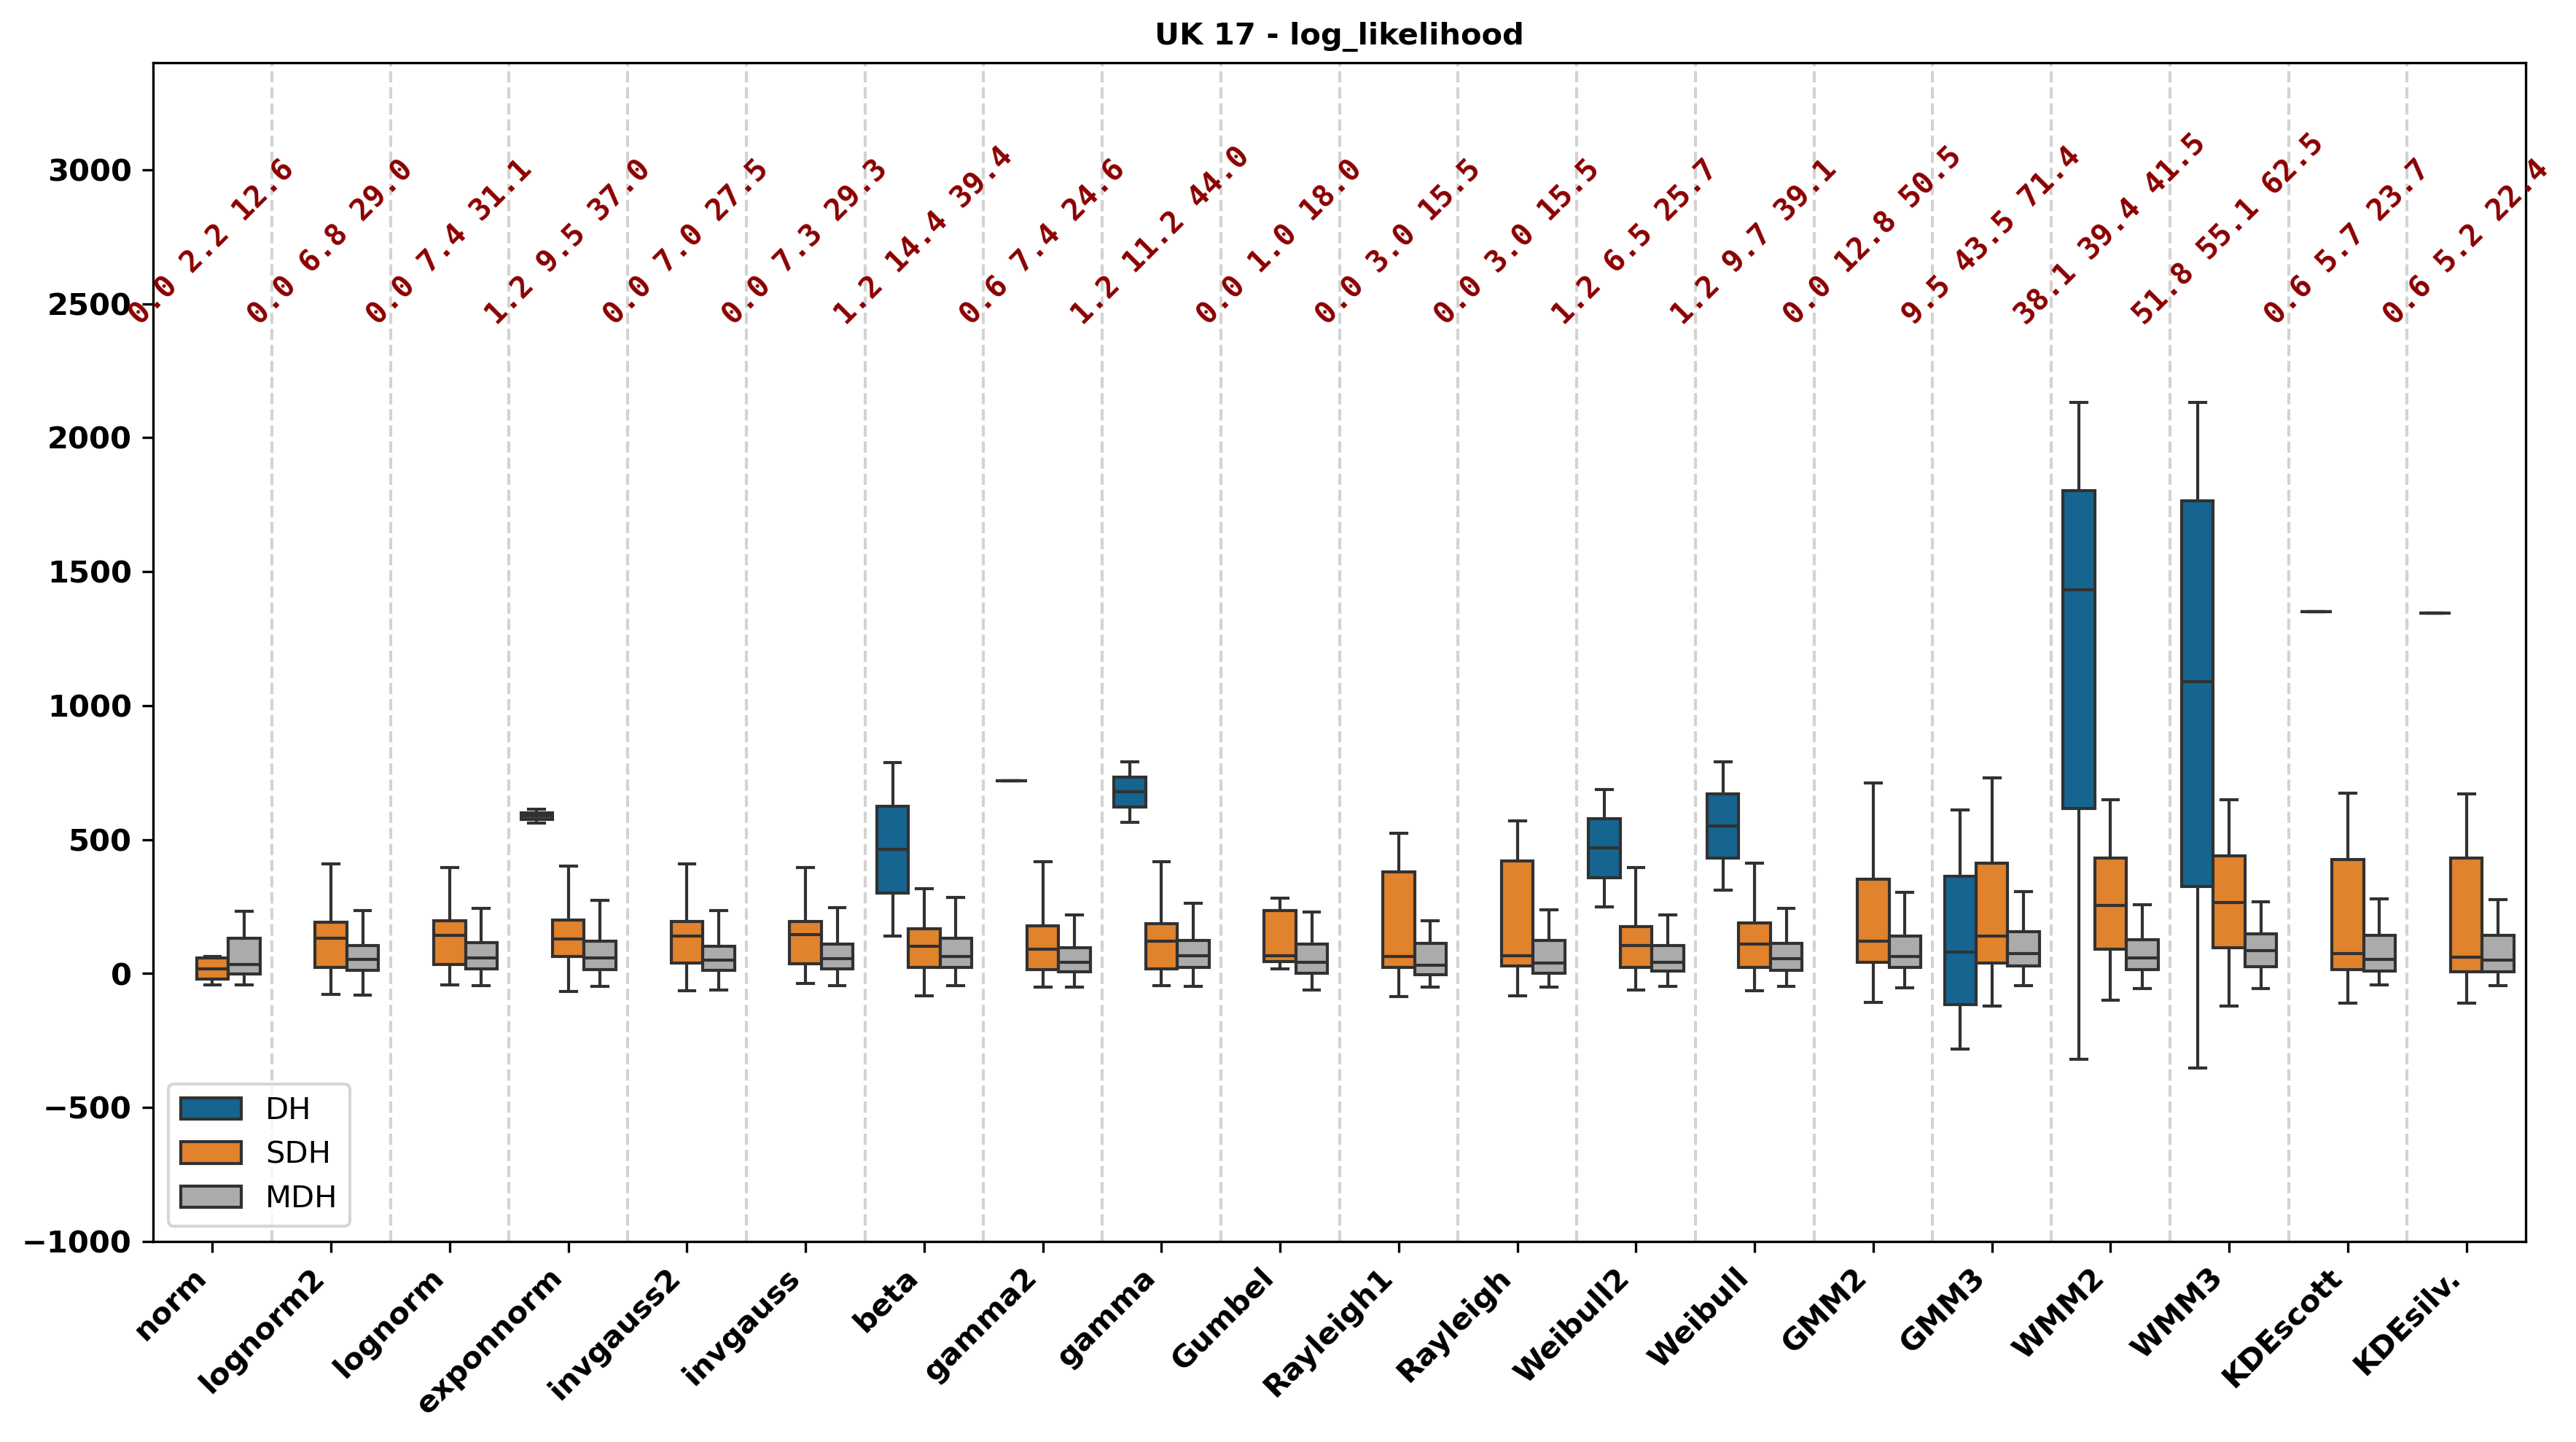 UK 17 - log_likelihood
3000
2500
2000
1500
1000
500
0
−500
−1000
0.0 2.2 12.6
0.0 6.8 29.0
0.0 7.4 31.1
1.2 9.5 37.0
0.0 7.0 27.5
0.0 7.3 29.3
1.2 14.4 39.4
0.6 7.4 24.6
1.2 11.2 44.0
0.0 1.0 18.0
0.0 3.0 15.5
0.0 3.0 15.5
1.2 6.5 25.7
1.2 9.7 39.1
0.0 12.8 50.5
9.5 43.5 71.4
38.1 39.4 41.5
51.8 55.1 62.5
0.6 5.7 23.7
0.6 5.2 22.4
DH
SDH
MDH
norm
lognorm2
lognorm
exponnorm
invgauss2
invgauss
beta
gamma2
gamma
Gumbel
Rayleigh1
Rayleigh
Weibull2
Weibull
GMM2
GMM3
WMM2
WMM3
KDEscott
KDEsilv.